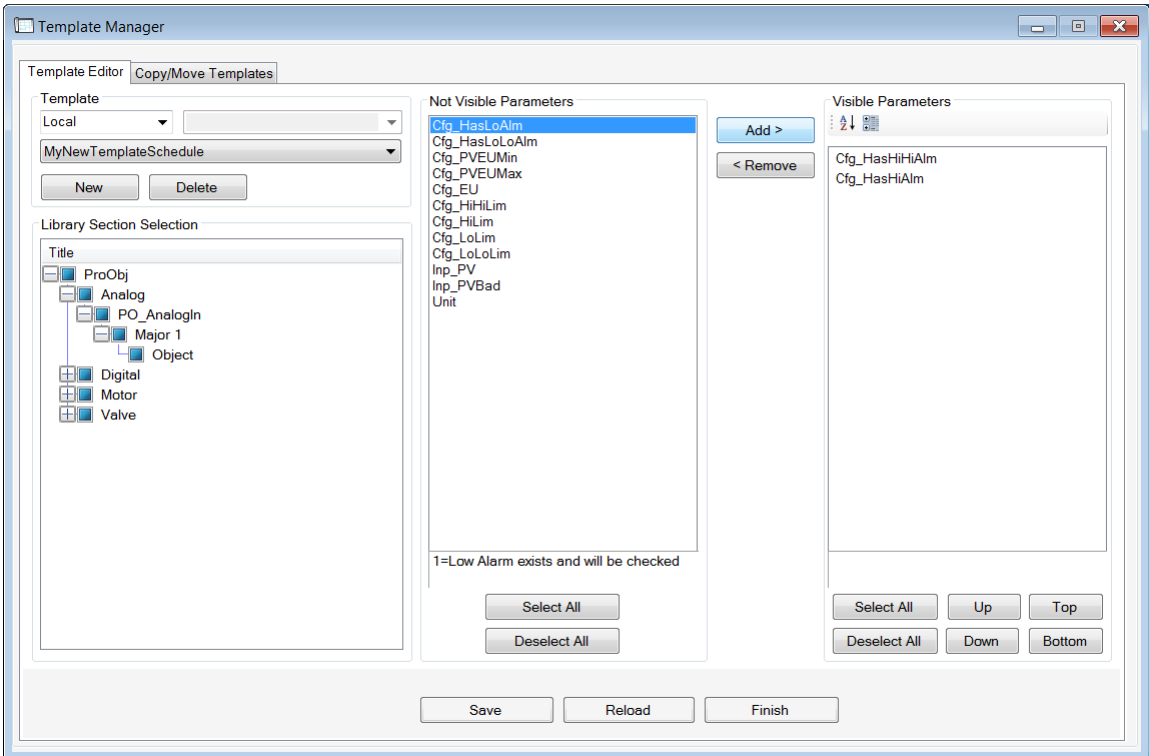 Template Manager
Template Editor
Copy/Move Templates
Template
Local
MyNewTemplateSchedule
New
Delete
Library Section Selection
Title
ProObj
Analog
PO_AnalogIn
Major 1
Object
Digital
Motor
Valve
Not Visible Parameters
Cfg_HasLoAlm
Cfg_HasLoLoAlm
Cfg_PVEUMin
Cfg_PVEUMax
Cfg_EU
Cfg_HiHiLim
Cfg_HiLim
Cfg_LoLim
Cfg_LoLoLim
Inp_PV
Inp_PVBad
Unit
1=Low Alarm exists and will be checked
Select All
Deselect All
Add >
< Remove
Visible Parameters
Cfg_HasHiHiAlm
Cfg_HasHiAlm
Select All
Up
Top
Deselect All
Down
Bottom
Save
Reload
Finish